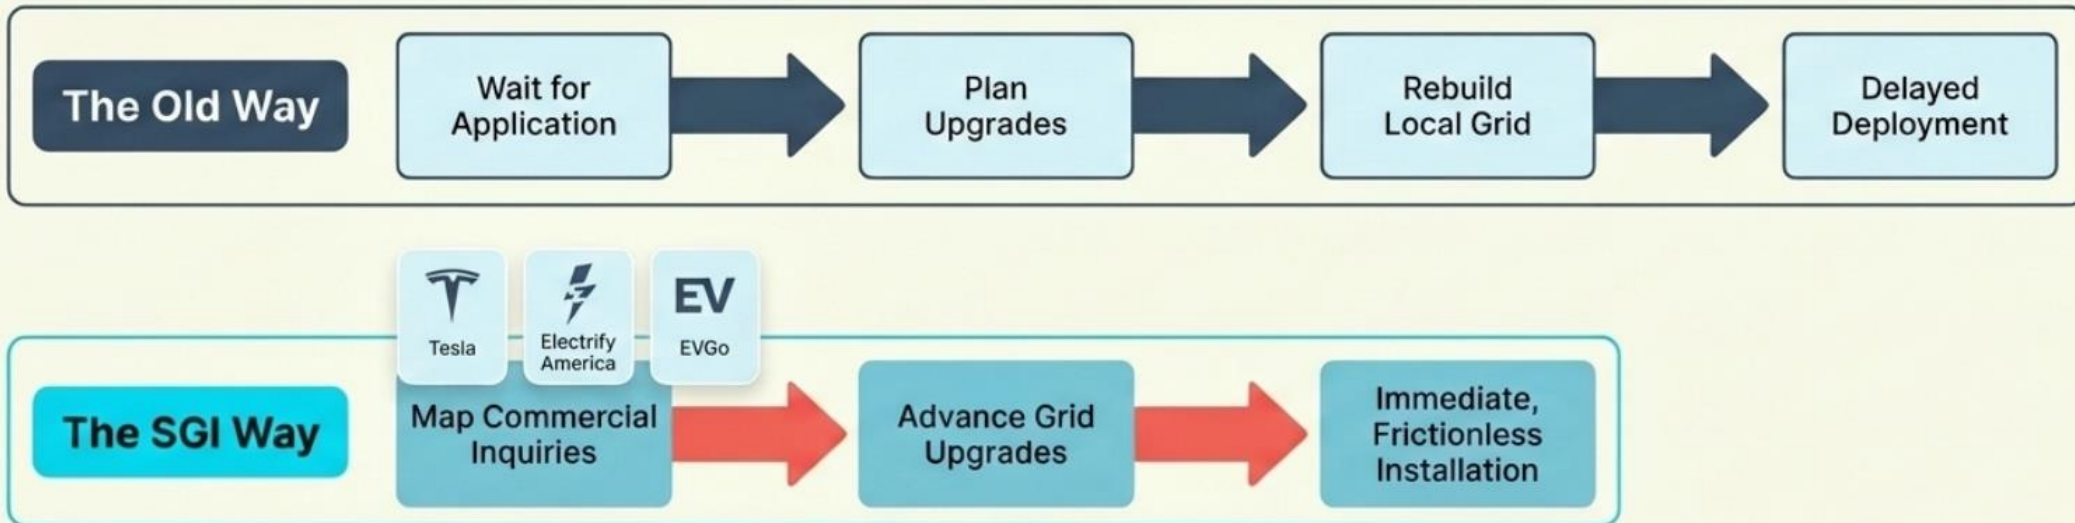 The Old Way
Wait for
Application
Plan
Upgrades
Rebuild
Local Grid
Delayed
Deployment
Tesla
Electrify
America
EV
EVGo
The SGI Way
Map Commercial
Inquiries
Advance Grid
Upgrades
Immediate,
Frictionless
Installation